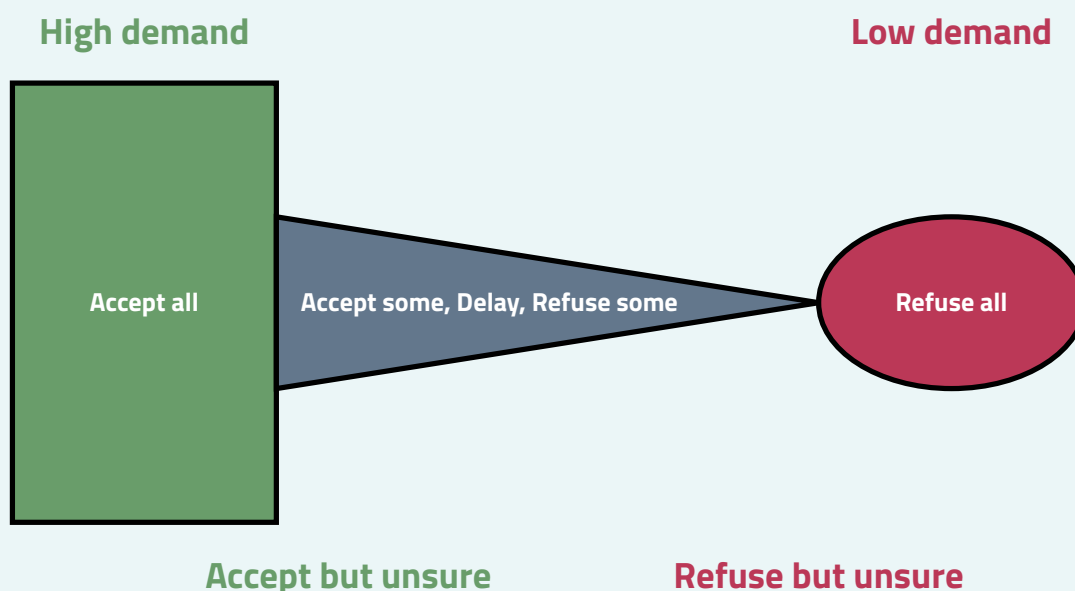 High demand
Low demand
Accept all
Accept some, Delay, Refuse some
Refuse all
Accept but unsure
Refuse but unsure